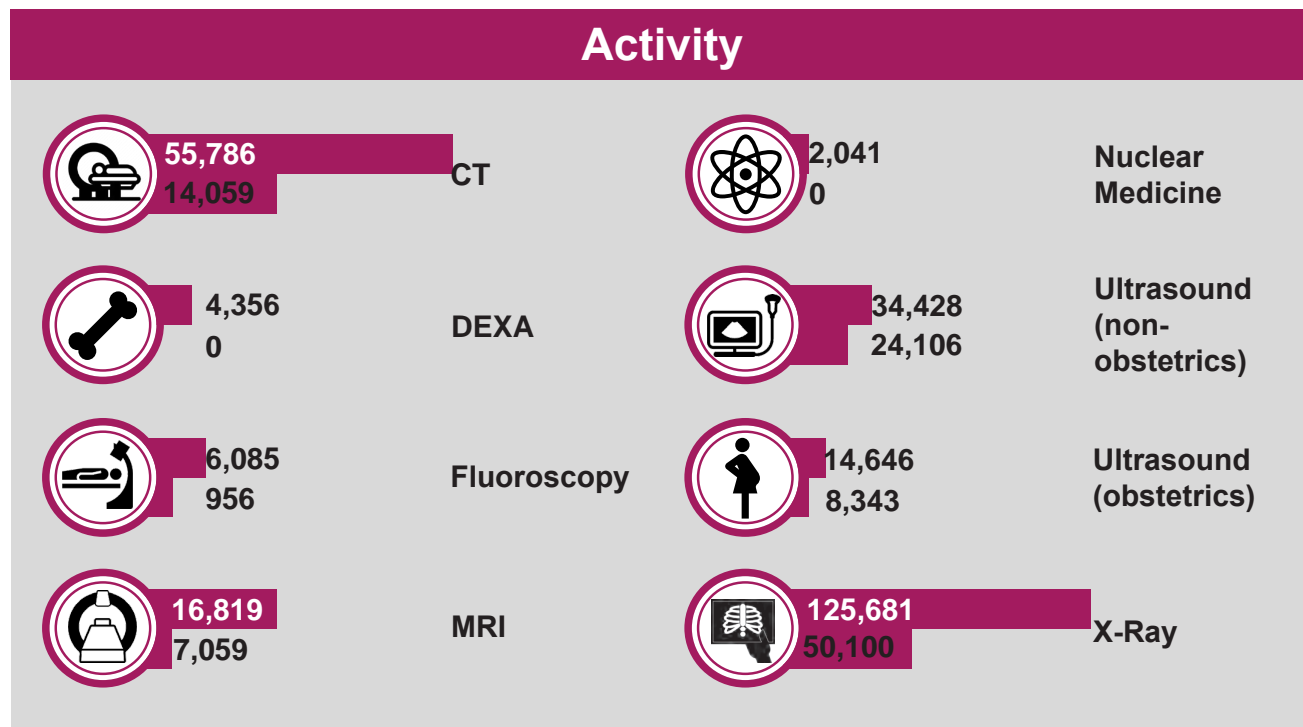 Activity
55,786
14,059
CT
4,356
0
DEXA
6,085
956
Fluoroscopy
16,819
7,059
MRI
2,041
0
Nuclear
Medicine
34,428
24,106
Ultrasound
(non-
obstetrics)
14,646
8,343
Ultrasound
(obstetrics)
125,681
50,100
X-Ray